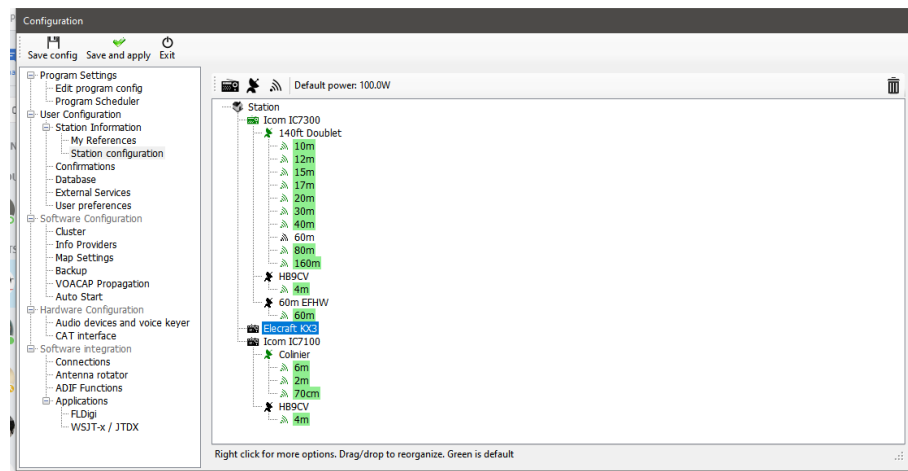 Configuration
Save config Save and apply Exit
Program Settings
Edit program config
Program Scheduler
User Configuration
Station Information
My References
Station configuration
Confirmations
Database
External Services
User preferences
Software Configuration
Cluster
Info Providers
Map Settings
Backup
VOACAP Propagation
Auto Start
Hardware Configuration
Audio devices and voice keyer
CAT interface
Software integration
Connections
Antenna rotator
ADIF Functions
Applications
FLDigi
WSJT-x / JTDX
Default power: 100.0W
Station
Icom IC7300
140ft Doublet
10m
12m
15m
17m
20m
30m
40m
60m
80m
160m
HB9CV
4m
60m EFHW
60m
Elecraft KX3
Icom IC7100
Colinier
6m
2m
70cm
HB9CV
4m
Right click for more options. Drag/drop to reorganize. Green is default